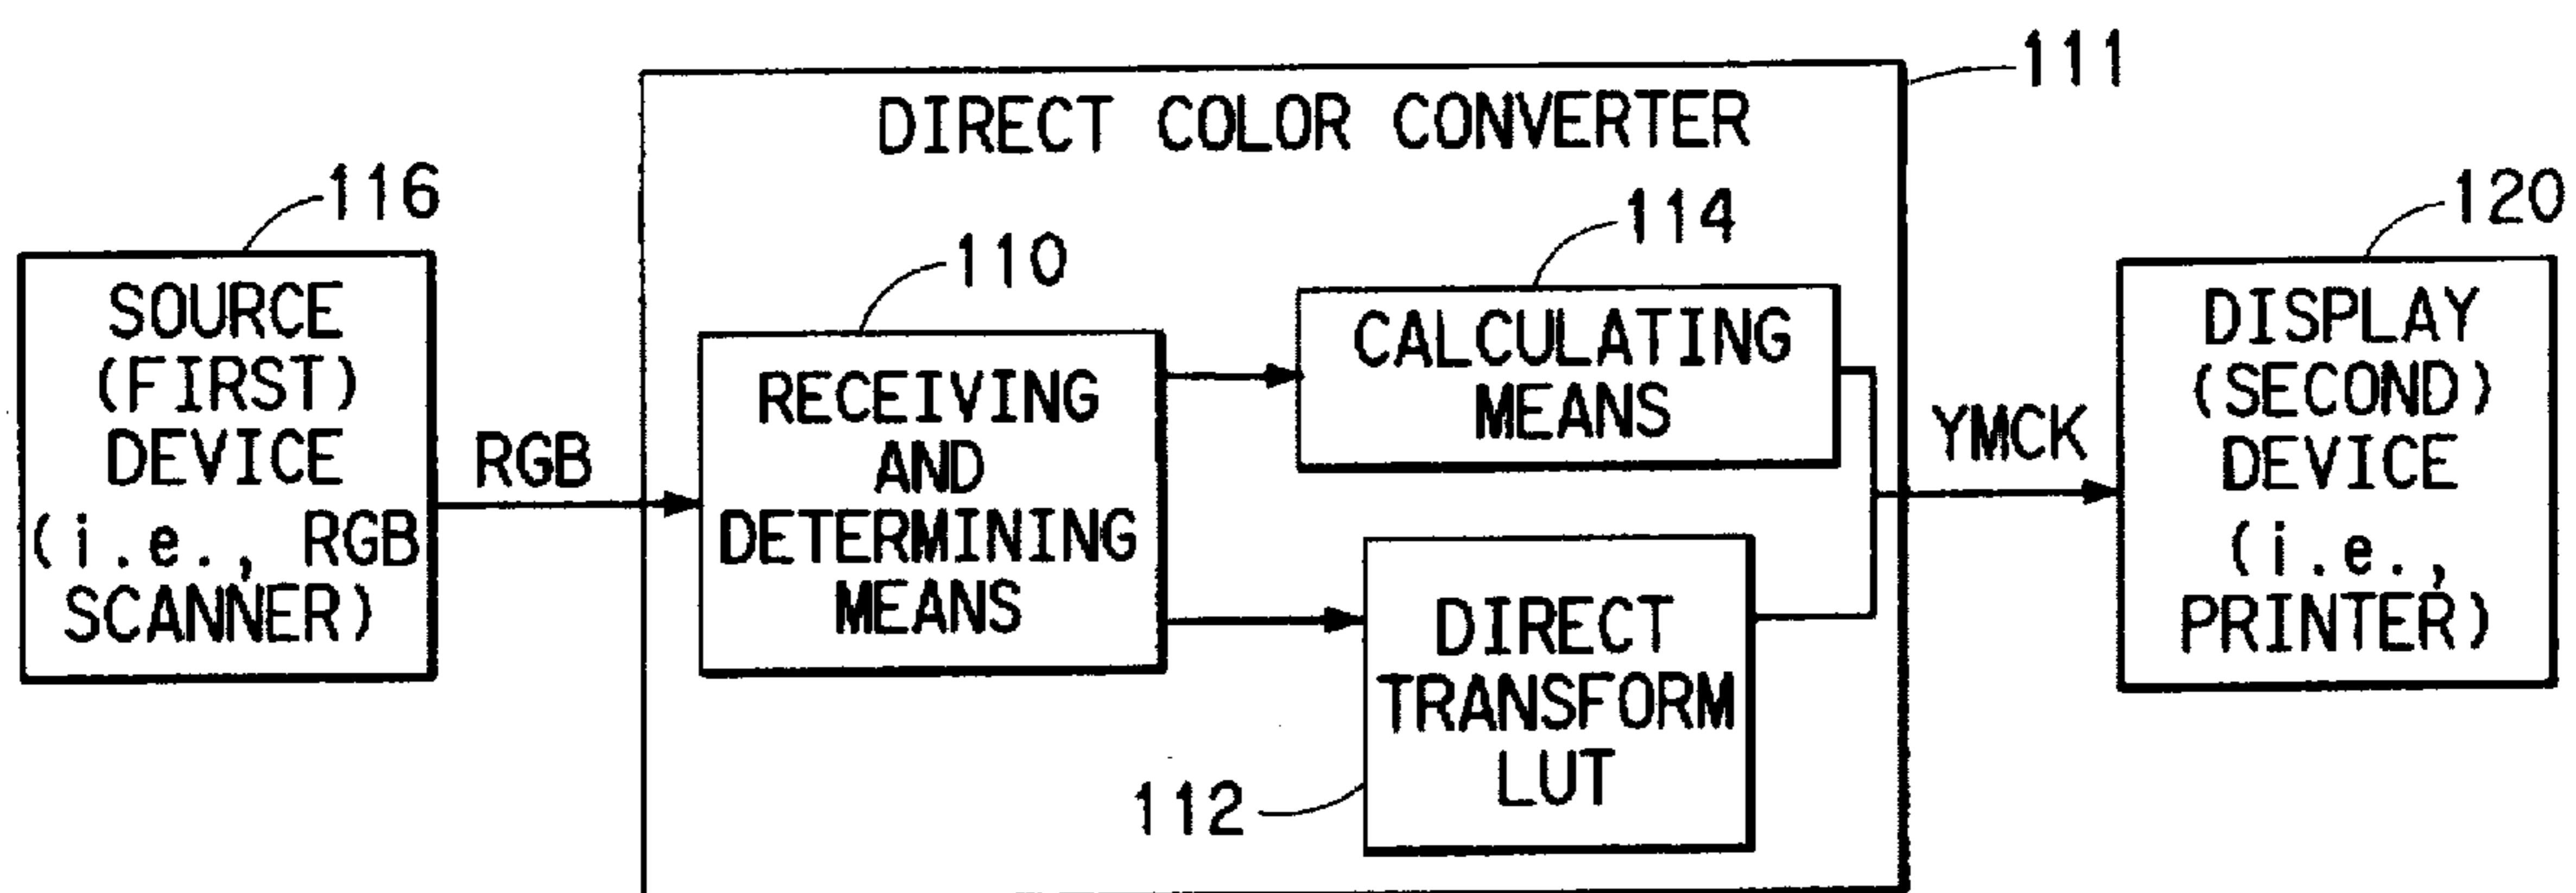 111
DIRECT COLOR CONVERTER
116
SOURCE
(FIRST)
DEVICE
(i.e., RGB
SCANNER)
RGB
110
RECEIVING
AND
DETERMINING
MEANS
114
CALCULATING
MEANS
112
DIRECT
TRANSFORM
LUT
YMCK
120
DISPLAY
(SECOND)
DEVICE
(i.e.,
PRINTER)